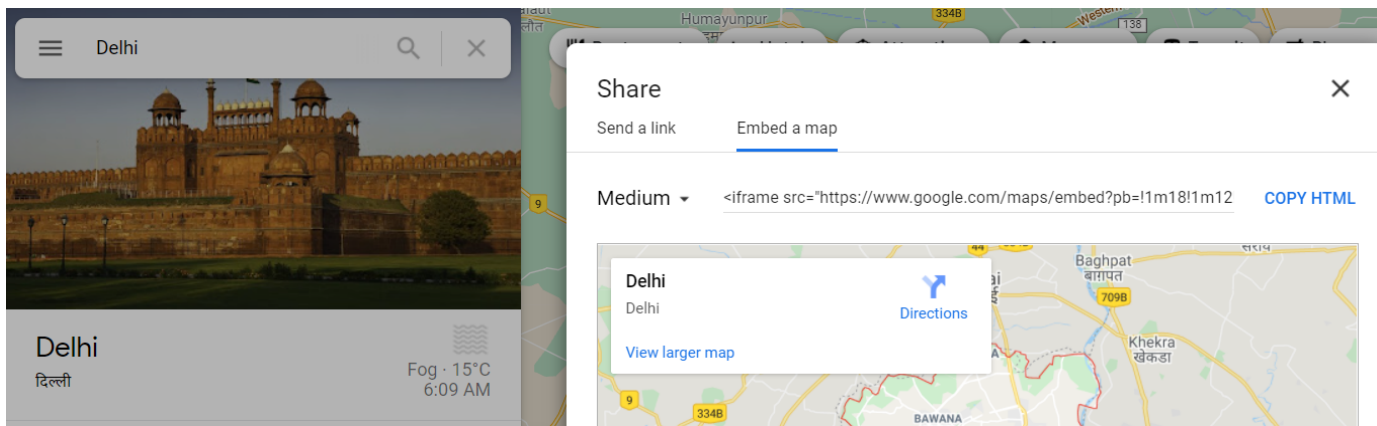 Delhi
Humayunpur
334B
Western
138
Share
Send a link
Embed a map
Medium
<iframe src="https://www.google.com/maps/embed?pb=!1m18!1m12
COPY HTML
9
Delhi
Delhi
Directions
View larger map
44
Baghpat
बागपत
709B
Khekra
खेकड़ा
9
334B
BAWANA
Delhi
दिल्ली
Fog · 15°C
6:09 AM